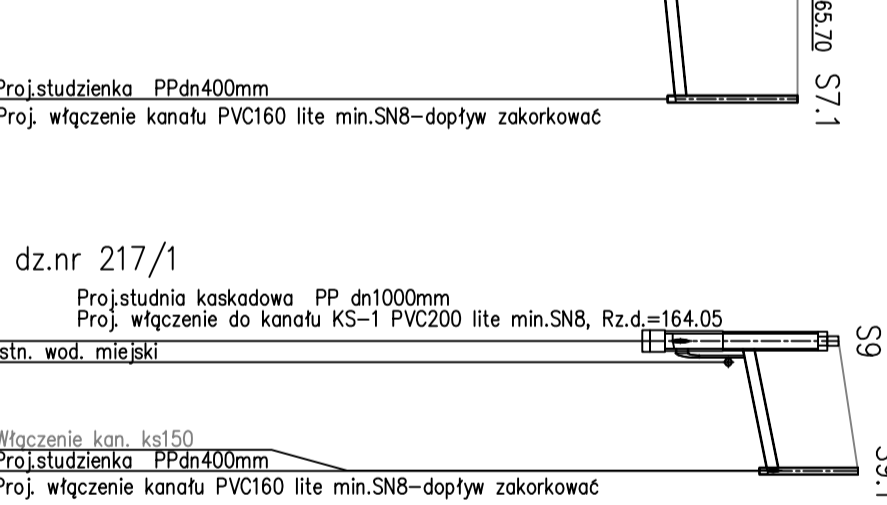 65.70
S7.1
Proj.studzienka PPdn400mm
Proj. włączenie kanału PVC160 lite min.SN8-dopływ zakorkować
dz.nr 217/1
Proj.studnia kaskadowa PP dn1000mm
Proj. włączenie do kanału KS-1 PVC200 lite min.SN8, Rz.d.=164.05
S9
stn. wod. miejski
Włączenie kan. ks150
Proj.studzienka PPdn400mm
Proj. włączenie kanału PVC160 lite min.SN8-dopływ zakorkować
S9.1